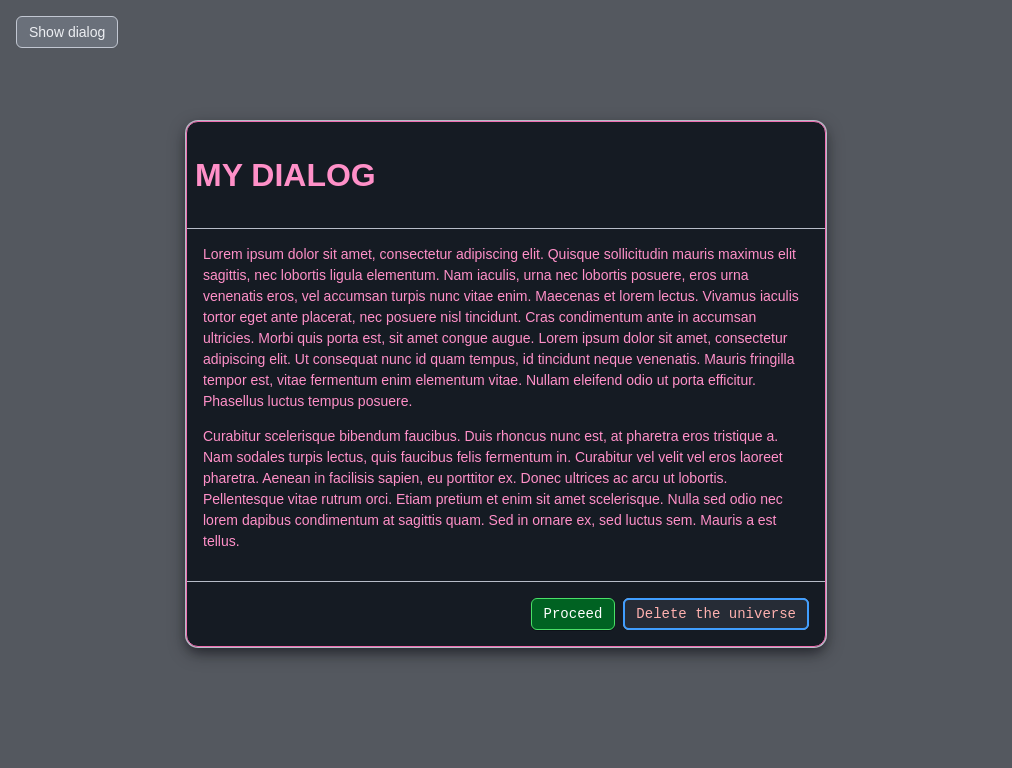 Show dialog
MY DIALOG
Lorem ipsum dolor sit amet, consectetur adipiscing elit. Quisque sollicitudin mauris maximus elit
sagittis, nec lobortis ligula elementum. Nam iaculis, urna nec lobortis posuere, eros urna
venenatis eros, vel accumsan turpis nunc vitae enim. Maecenas et lorem lectus. Vivamus iaculis
tortor eget ante placerat, nec posuere nisl tincidunt. Cras condimentum ante in accumsan
ultricies. Morbi quis porta est, sit amet congue augue. Lorem ipsum dolor sit amet, consectetur
adipiscing elit. Ut consequat nunc id quam tempus, id tincidunt neque venenatis. Mauris fringilla
tempor est, vitae fermentum enim elementum vitae. Nullam eleifend odio ut porta efficitur.
Phasellus luctus tempus posuere.
Curabitur scelerisque bibendum faucibus. Duis rhoncus nunc est, at pharetra eros tristique a.
Nam sodales turpis lectus, quis faucibus felis fermentum in. Curabitur vel velit vel eros laoreet
pharetra. Aenean in facilisis sapien, eu porttitor ex. Donec ultrices ac arcu ut lobortis.
Pellentesque vitae rutrum orci. Etiam pretium et enim sit amet scelerisque. Nulla sed odio nec
lorem dapibus condimentum at sagittis quam. Sed in ornare ex, sed luctus sem. Mauris a est
tellus.
Proceed
Delete the universe